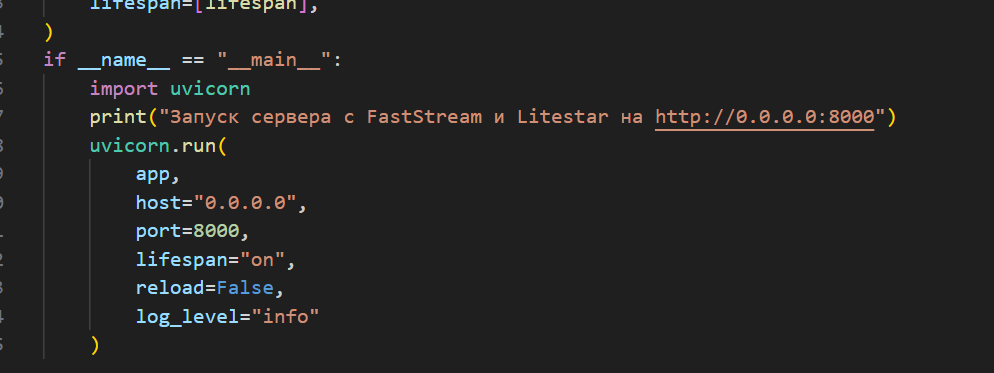 lifespan=[lifespan],
)
if __name__ == "__main__":
    import uvicorn
    print("Запуск сервера с FastStream и Litestar на http://0.0.0.0:8000")
    uvicorn.run(
        app,
        host="0.0.0.0",
        port=8000,
        lifespan="on",
        reload=False,
        log_level="info"
    )